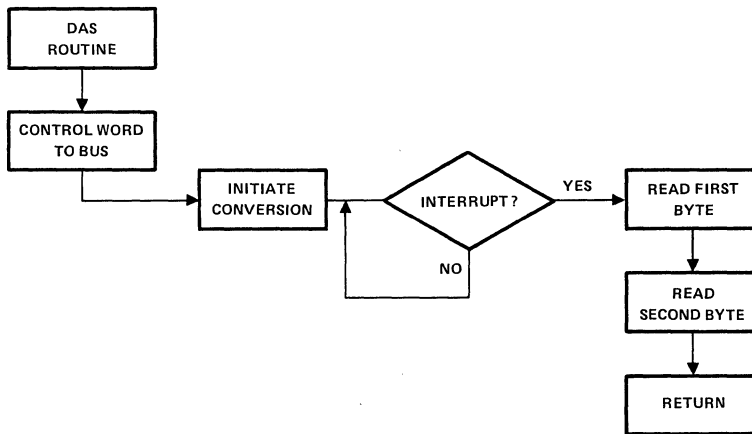 DAS
ROUTINE
CONTROL WORD
TO BUS
INITIATE
CONVERSION
INTERRUPT?
YES
NO
READ FIRST
BYTE
READ
SECOND BYTE
RETURN